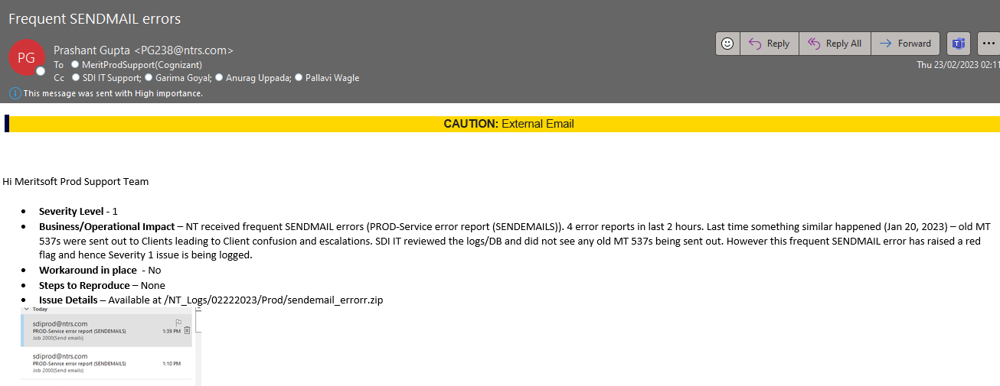 Frequent SENDMAIL errors
PG
Prashant Gupta <PG238@ntrs.com>
Reply
Reply All
Forward
To MeritProdSupport(Cognizant)
Thu 23/02/2023 02:11
Cc SDI IT Support; Garima Goyal; Anurag Uppada; Pallavi Wagle
This message was sent with High importance.
CAUTION: External Email
Hi Meritsoft Prod Support Team
• Severity Level - 1
• Business/Operational Impact – NT received frequent SENDMAIL errors (PROD-Service error report (SENDEMAILS)). 4 error reports in last 2 hours. Last time something similar happened (Jan 20, 2023) – old MT
537s were sent out to Clients leading to Client confusion and escalations. SDI IT reviewed the logs/DB and did not see any old MT 537s being sent out. However this frequent SENDMAIL error has raised a red
flag and hence Severity 1 issue is being logged.
• Workaround in place - No
• Steps to Reproduce – None
• Issue Details – Available at /NT_Logs/02222023/Prod/sendemail_errorr.zip
Today
sdiprod@ntrs.com
PROD-Service error report (SENDEMAILS) 1:39 PM
Job 2000(Send emails)
sdiprod@ntrs.com
PROD-Service error report (SENDEMAILS) 1:10 PM
Job 2000(Send emails)